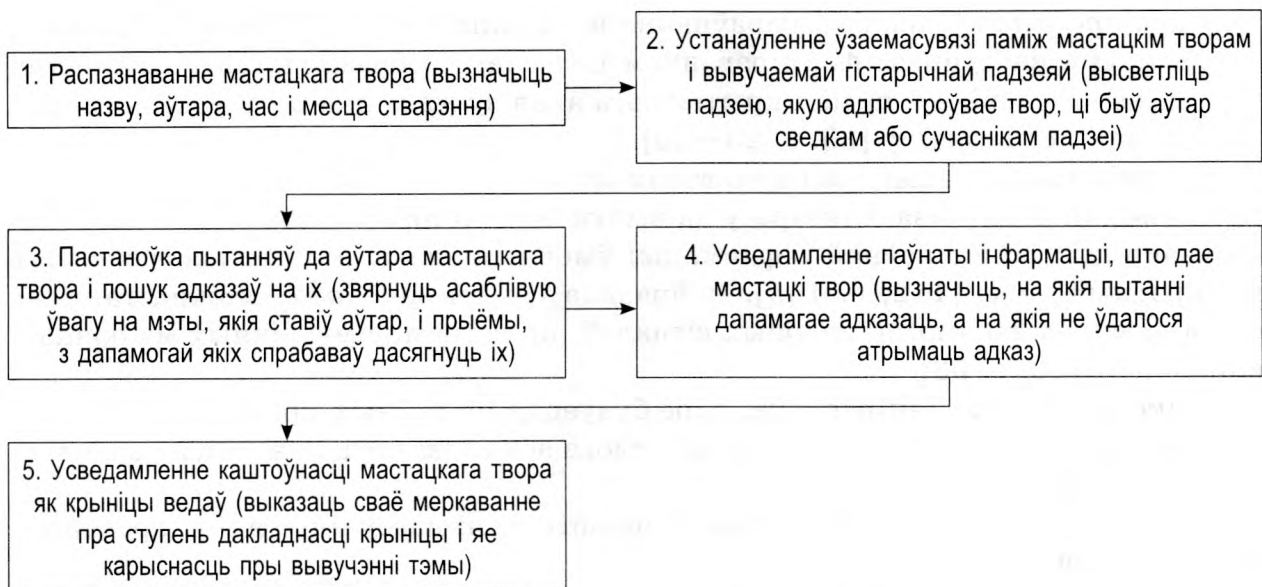 1. Распазнаванне мастацкага твора (вызначыць
назву, аўтара, час і месца стварэння)
2. Устанаўленне ўзаемасувязі паміж мастацкім творам
і вывучаемай гістарычнай падзеяй (высветліць
падзею, якую адлюстроўвае твор, ці быў аўтар
сведкам або сучаснікам падзеі)
3. Пастаноўка пытанняў да аўтара мастацкага
твора і пошук адказаў на іх (звярнуць асаблівую
ўвагу на мэты, якія ставіў аўтар, і прыёмы,
з дапамогай якіх спрабаваў дасягнуць іх)
4. Усведамленне паўнаты інфармацыі, што дае
мастацкі твор (вызначыць, на якія пытанні
дапамагае адказаць, а на якія не ўдалося
атрымаць адказ)
5. Усведамленне каштоўнасці мастацкага твора
як крыніцы ведаў (выказаць сваё меркаванне
пра ступень дакладнасці крыніцы і яе
карыснасць пры вывучэнні тэмы)